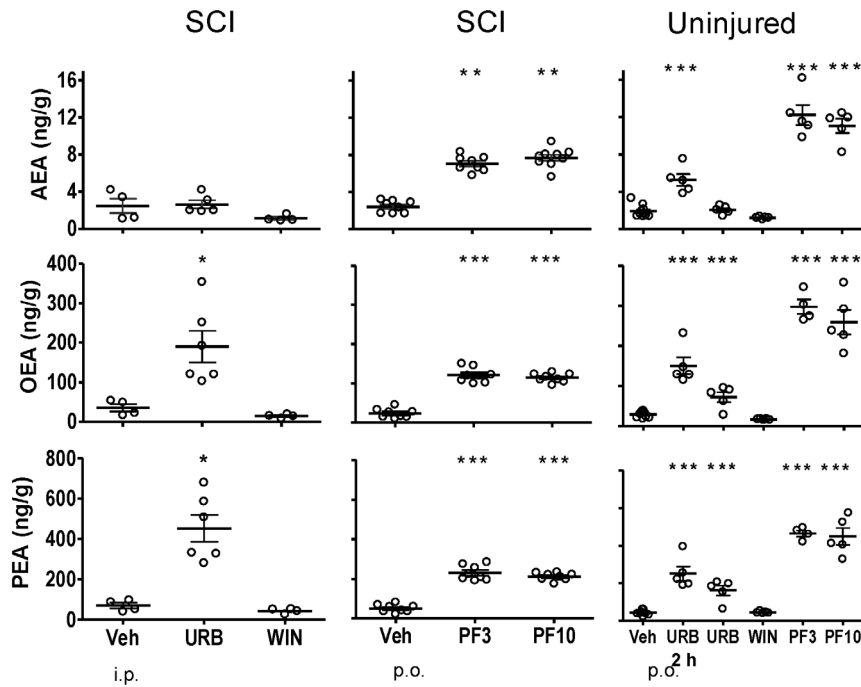 SCI SCI Uninjured
** ** *** *** ***
16
12
8
4
0
AEA (ng/g)
* *** *** *** *** *** ***
400
300
200
100
0
OEA (ng/g)
* *** *** *** *** *** ***
800
600
400
200
0
PEA (ng/g)
Veh URB WIN Veh PF3 PF10 Veh URB URB WIN PF3 PF10
2 h
i.p. p.o. p.o.